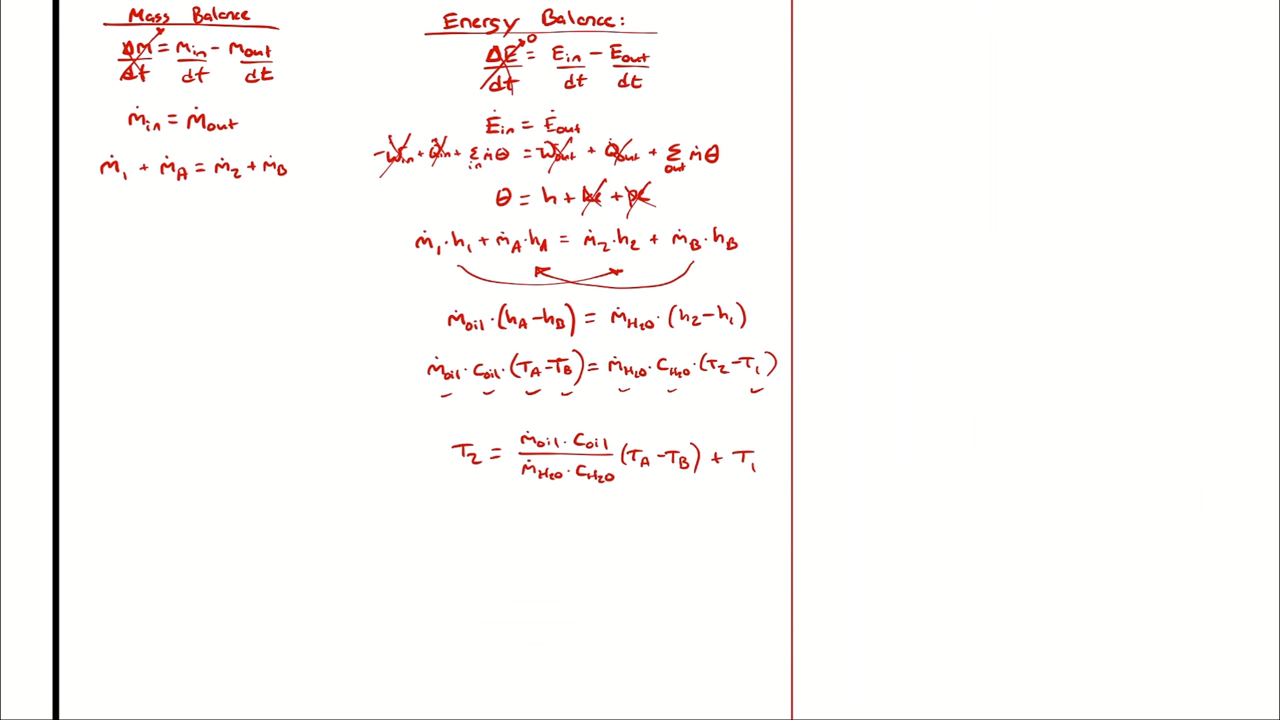 Mass Balance
ΔM/dt = Min/dt - Mout/dt
ṁin = ṁout
ṁ1 + ṁA = ṁ2 + ṁB
Energy Balance:
ΔE/dt →0 = Ein/dt - Eout/dt
Ėin = Ėout
Ẇin + Q̇in + Σin ṁθ = Ẇout + Q̇out + Σout ṁθ
θ = h + ke + pe
ṁ1·h1 + ṁA·hA = ṁ2·h2 + ṁB·hB
ṁoil·(hA-hB) = ṁH2O·(h2-h1)
ṁoil·Coil·(TA-TB) = ṁH2O·CH2O·(T2-T1)
T2 = ṁoil·Coil/ṁH2O·CH2O (TA-TB) + T1